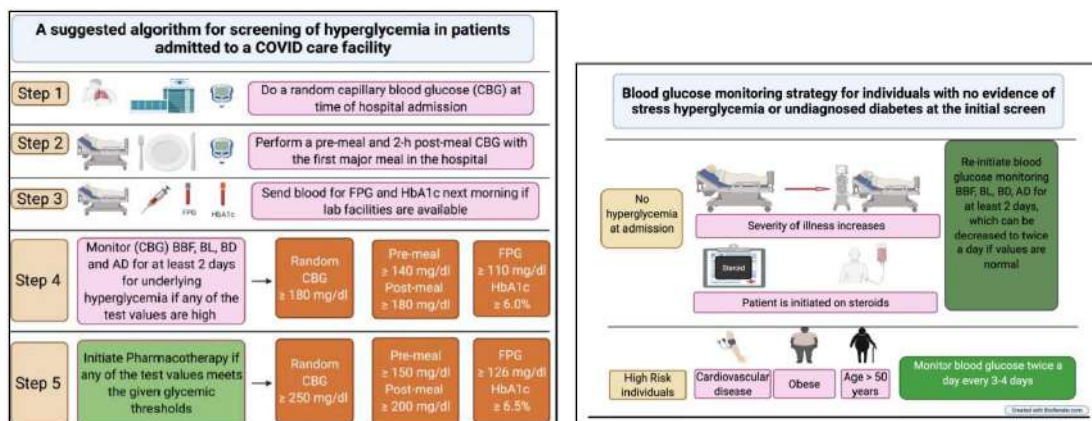 A suggested algorithm for screening of hyperglycemia in patients
admitted to a COVID care facility
Step 1
Do a random capillary blood glucose (CBG) at
time of hospital admission
Step 2
Perform a pre-meal and 2-h post-meal CBG with
the first major meal in the hospital
Step 3
FPG
HbA1c
Send blood for FPG and HbA1c next morning if
lab facilities are available
Step 4
Monitor (CBG) BBF, BL, BD
and AD for at least 2 days
for underlying
hyperglycemia if any of the
test values are high
Random
CBG
≥ 180 mg/dl
Pre-meal
≥ 140 mg/dl
Post-meal
≥ 180 mg/dl
FPG
≥ 110 mg/dl
HbA1c
≥ 6.0%
Step 5
Initiate Pharmacotherapy if
any of the test values meets
the given glycemic
thresholds
Random
CBG
≥ 250 mg/dl
Pre-meal
≥ 150 mg/dl
Post-meal
≥ 200 mg/dl
FPG
≥ 126 mg/dl
HbA1c
≥ 6.5%
Blood glucose monitoring strategy for individuals with no evidence of
stress hyperglycemia or undiagnosed diabetes at the initial screen
No
hyperglycemia
at admission
Severity of illness increases
Steroid
Patient is initiated on steroids
Re-initiate blood
glucose monitoring
BBF, BL, BD, AD for
at least 2 days,
which can be
decreased to twice
a day if values are
normal
High Risk
individuals
Cardiovascular
disease
Obese
Age > 50
years
Monitor blood glucose twice a
day every 3-4 days
Created with BioRender.com